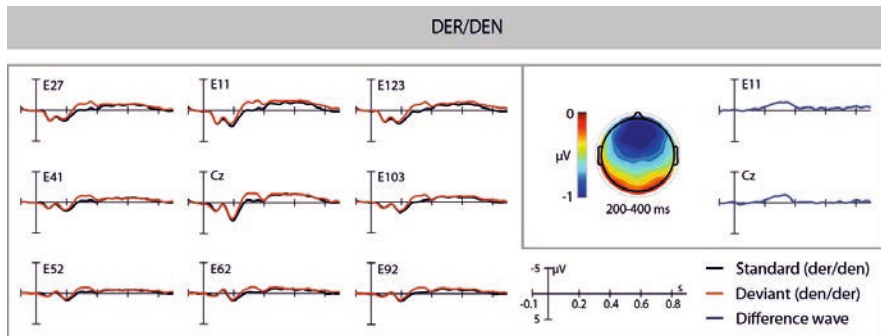 DER/DEN
E27
E11
E123
E41
Cz
E103
E52
E62
E92
0
µV
-1
200-400 ms
E11
Cz
-5
µV
s
-0.1
0.2
0.4
0.6
0.8
5
Standard (der/den)
Deviant (den/der)
Difference wave